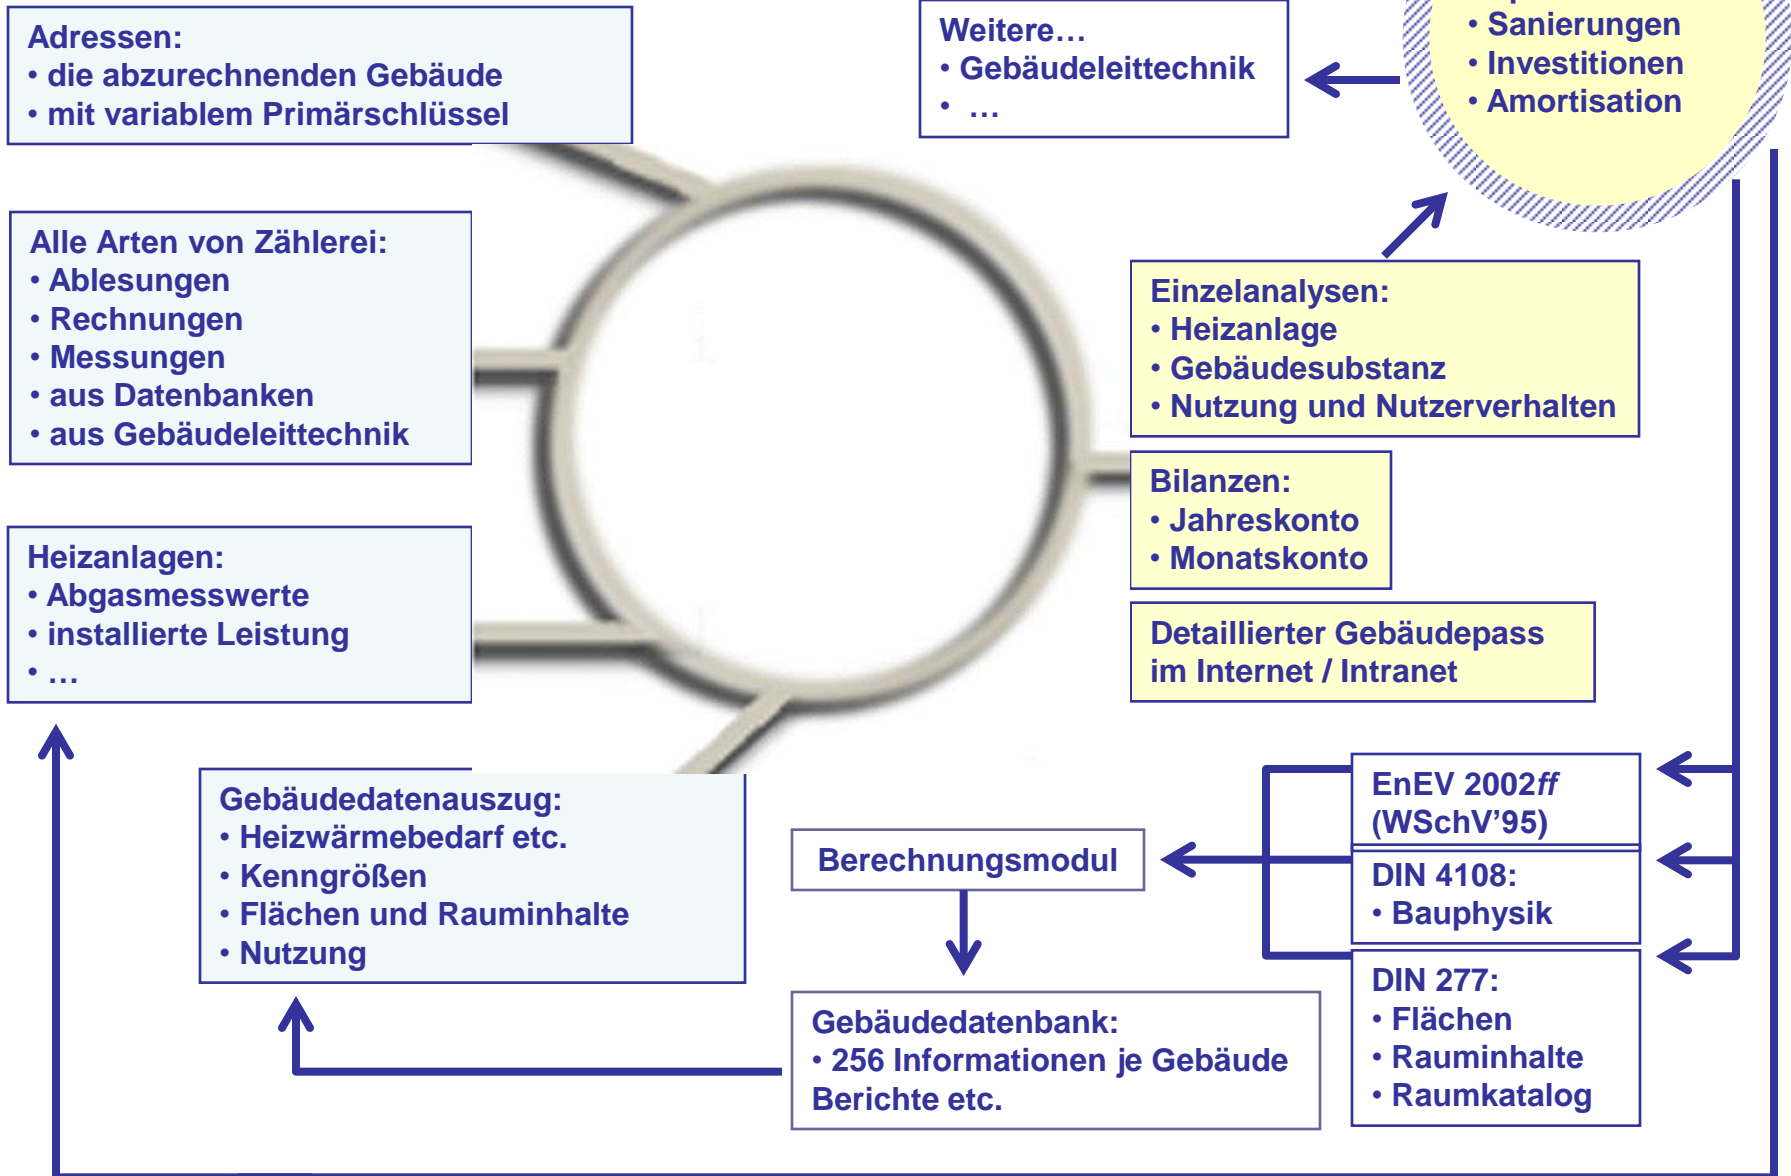 Adressen:
• die abzurechnenden Gebäude
• mit variablem Primärschlüssel
Weitere…
• Gebäudeleittechnik
• …
• Sanierungen
• Investitionen
• Amortisation
Alle Arten von Zählerei:
• Ablesungen
• Rechnungen
• Messungen
• aus Datenbanken
• aus Gebäudeleittechnik
Einzelanalysen:
• Heizanlage
• Gebäudesubstanz
• Nutzung und Nutzerverhalten
Bilanzen:
• Jahreskonto
• Monatskonto
Heizanlagen:
• Abgasmesswerte
• installierte Leistung
• …
Detaillierter Gebäudepass
im Internet / Intranet
Gebäudedatenauszug:
• Heizwärmebedarf etc.
• Kenngrößen
• Flächen und Rauminhalte
• Nutzung
Berechnungsmodul
EnEV 2002ff
(WSchV’95)
DIN 4108:
• Bauphysik
DIN 277:
• Flächen
• Rauminhalte
• Raumkatalog
Gebäudedatenbank:
• 256 Informationen je Gebäude
Berichte etc.